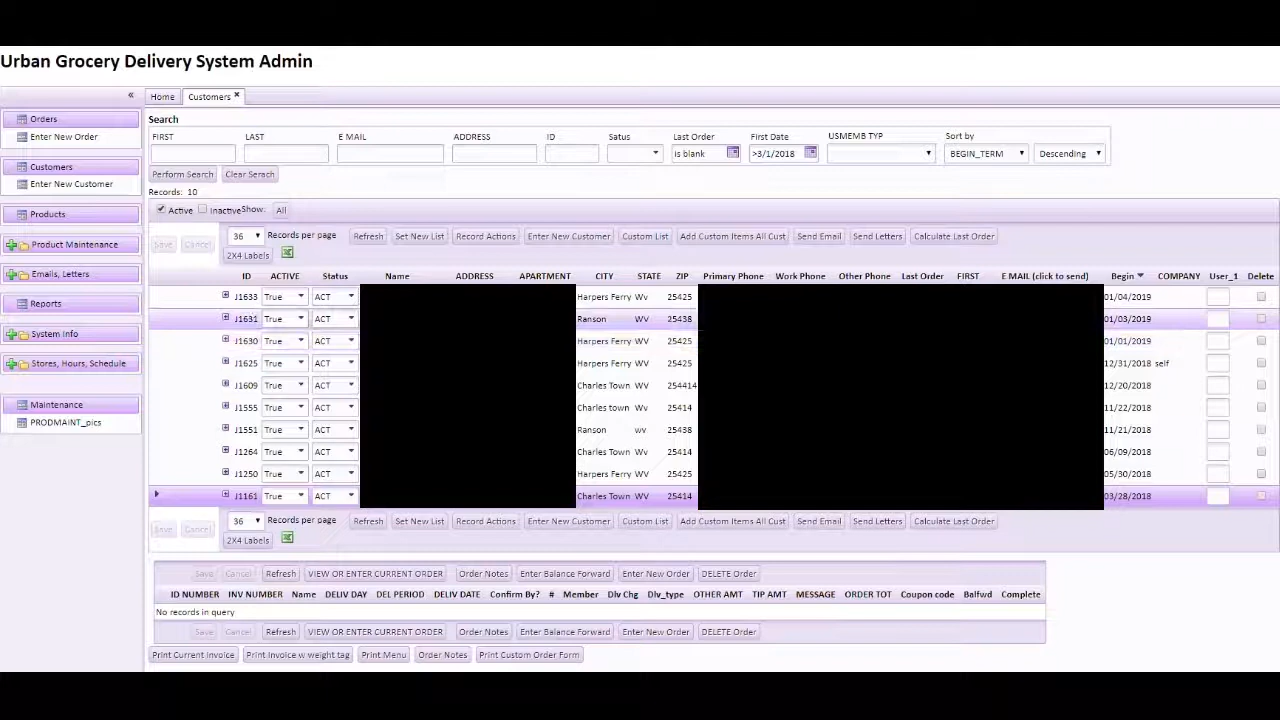 Urban Grocery Delivery System Admin
«
Home Customers ×
Orders
Enter New Order
Customers
Enter New Customer
Products
Product Maintenance
Emails, Letters
Reports
System Info
Stores, Hours, Schedule
Maintenance
PRODMAINT_pics
Search
FIRST LAST E MAIL ADDRESS ID Satus Last Order First Date USMEMB TYP Sort by
is blank >3/1/2018 BEGIN_TERM Descending
Perform Search Clear Serach
Records: 10
Active Inactive Show: All
Save Cancel 36 Records per page Refresh Set New List Record Actions Enter New Customer Custom List Add Custom Items All Cust Send Email Send Letters Calculate Last Order
2X4 Labels
ID ACTIVE Status Name ADDRESS APARTMENT CITY STATE ZIP Primary Phone Work Phone Other Phone Last Order FIRST E MAIL (click to send) Begin COMPANY User_1 Delete
J1633 True ACT Harpers Ferry Wv 25425 01/04/2019
J1631 True ACT Ranson WV 25438 01/03/2019
J1630 True ACT Harpers Ferry WV 25425 01/01/2019
J1625 True ACT Harpers Ferry WV 25425 12/31/2018 self
J1609 True ACT Charles Town WV 254414 12/20/2018
J1555 True ACT Charles town Wv 25414 11/22/2018
J1551 True ACT Ranson wv 25438 11/21/2018
J1264 True ACT Charles Town WV 25414 06/09/2018
J1250 True ACT Harpers Ferry WV 25425 05/30/2018
J1161 True ACT Charles Town WV 25414 03/28/2018
Save Cancel 36 Records per page Refresh Set New List Record Actions Enter New Customer Custom List Add Custom Items All Cust Send Email Send Letters Calculate Last Order
2X4 Labels
Save Cancel Refresh VIEW OR ENTER CURRENT ORDER Order Notes Enter Balance Forward Enter New Order DELETE Order
ID NUMBER INV NUMBER Name DELIV DAY DEL PERIOD DELIV DATE Confirm By? # Member Dlv Chg Dlv_type OTHER AMT TIP AMT MESSAGE ORDER TOT Coupon code Balfwd Complete
No records in query
Save Cancel Refresh VIEW OR ENTER CURRENT ORDER Order Notes Enter Balance Forward Enter New Order DELETE Order
Print Current Invoice Print Invoice w weight tag Print Menu Order Notes Print Custom Order Form